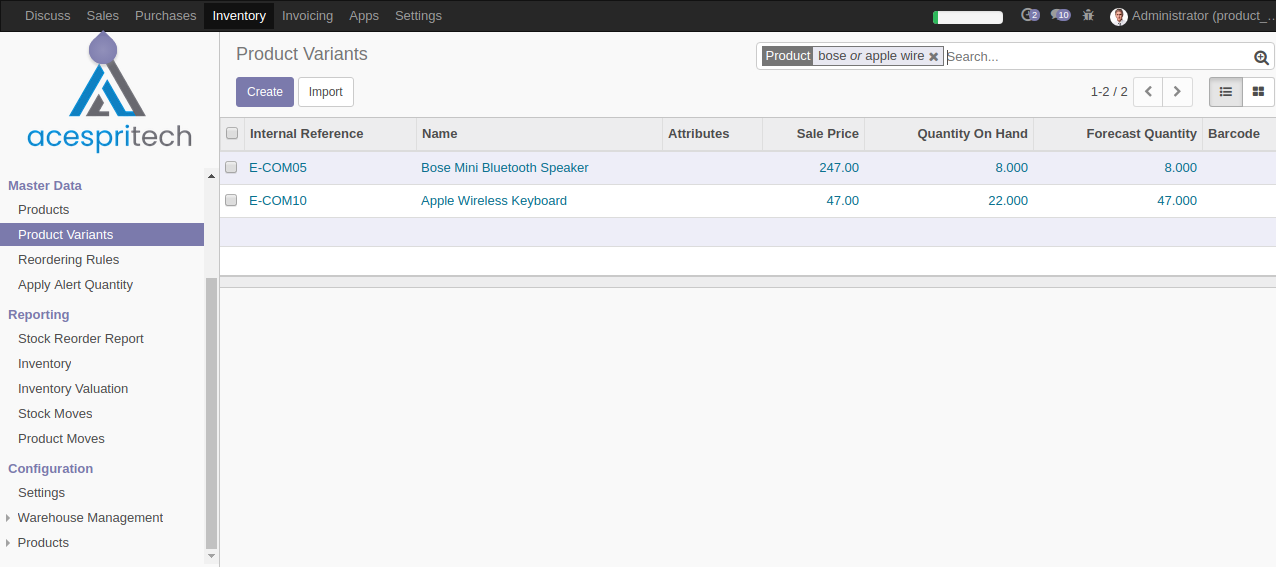 Discuss Sales Purchases Inventory Invoicing Apps Settings 2 10 Administrator (product_...
acespritech
Master Data
Products
Product Variants
Reordering Rules
Apply Alert Quantity
Reporting
Stock Reorder Report
Inventory
Inventory Valuation
Stock Moves
Product Moves
Configuration
Settings
Warehouse Management
Products
Product Variants
Product bose or apple wire Search...
Create Import
1-2 / 2
Internal Reference Name Attributes Sale Price Quantity On Hand Forecast Quantity Barcode
E-COM05 Bose Mini Bluetooth Speaker 247.00 8.000 8.000
E-COM10 Apple Wireless Keyboard 47.00 22.000 47.000